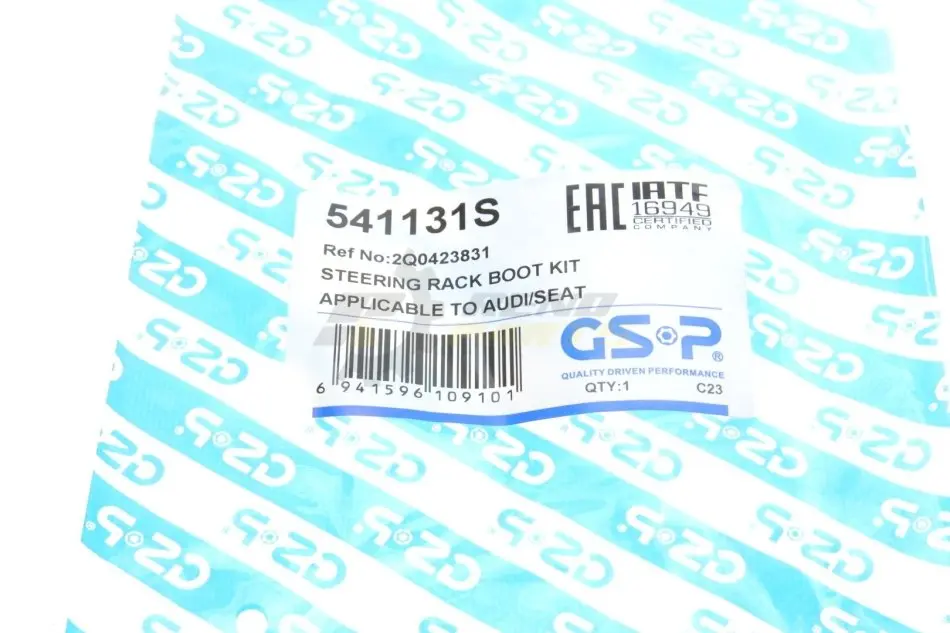 541131S
EAC
IATF
16949
CERTIFIED
COMPANY
Ref No:2Q0423831
STEERING RACK BOOT KIT
APPLICABLE TO AUDI/SEAT
GS•P®
QUALITY DRIVEN PERFORMANCE
6 941596 109101
QTY:1
C23